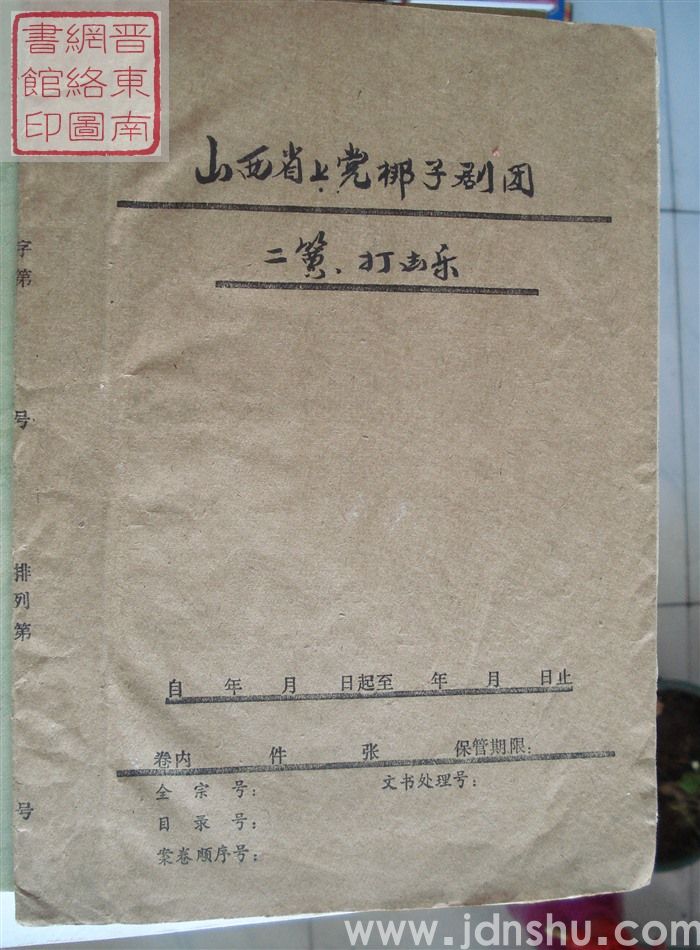 晋東南
網絡圖
書館印
山西省上党梆子剧团
二簧、打击乐
字第
号
排列第
号
自 年 月 日起至 年 月 日止
卷内 件 张 保管期限：
全宗号： 文书处理号：
目录号：
案卷顺序号：
www.jdnshu.com